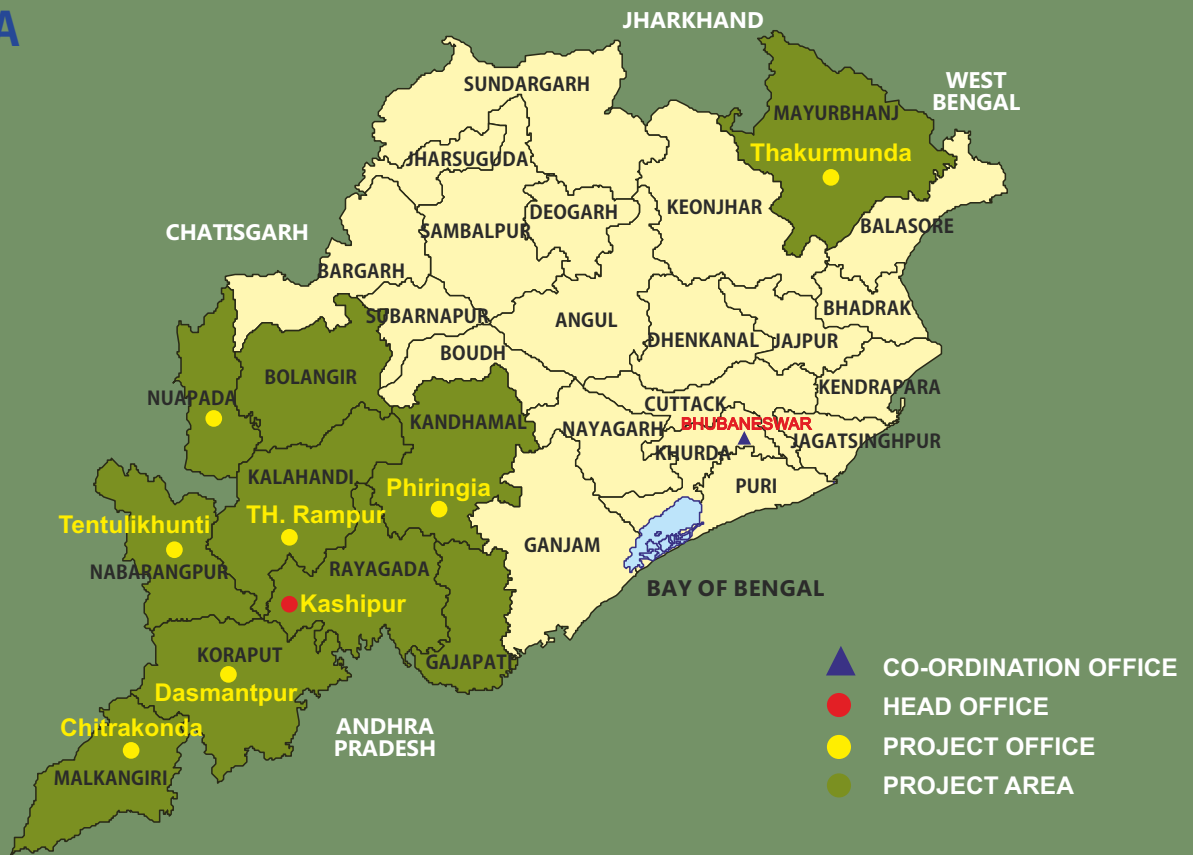 A
JHARKHAND
SUNDARGARH
WEST
BENGAL
MAYURBHANJ
Thakurmunda
JHARSUGUDA
KEONJHAR
DEOGARH
SAMBALPUR
BALASORE
CHATISGARH
BARGARH
SUBARNAPUR
ANGUL
BHADRAK
DHENKANAL
JAJPUR
BOUDH
BOLANGIR
KENDRAPARA
NUAPADA
CUTTACK
KANDHAMAL
NAYAGARH
BHUBANESWAR
JAGATSINGHPUR
KHURDA
KALAHANDI
PURI
Phiringia
TH. Rampur
Tentulikhunti
GANJAM
NABARANGPUR
RAYAGADA
BAY OF BENGAL
Kashipur
KORAPUT
GAJAPATI
CO-ORDINATION OFFICE
Dasmantpur
HEAD OFFICE
Chitrakonda
ANDHRA
PRADESH
PROJECT OFFICE
MALKANGIRI
PROJECT AREA